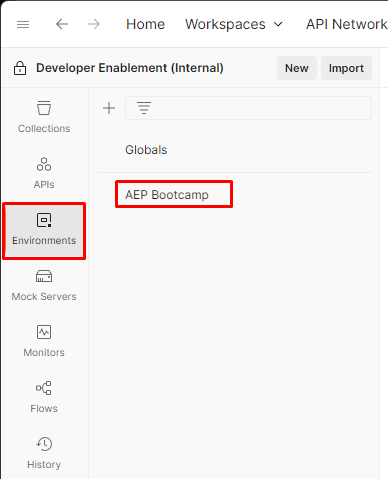 Home Workspaces API Network
Developer Enablement (Internal) New Import
Collections
Globals
APIs
AEP Bootcamp
Environments
Mock Servers
Monitors
Flows
History